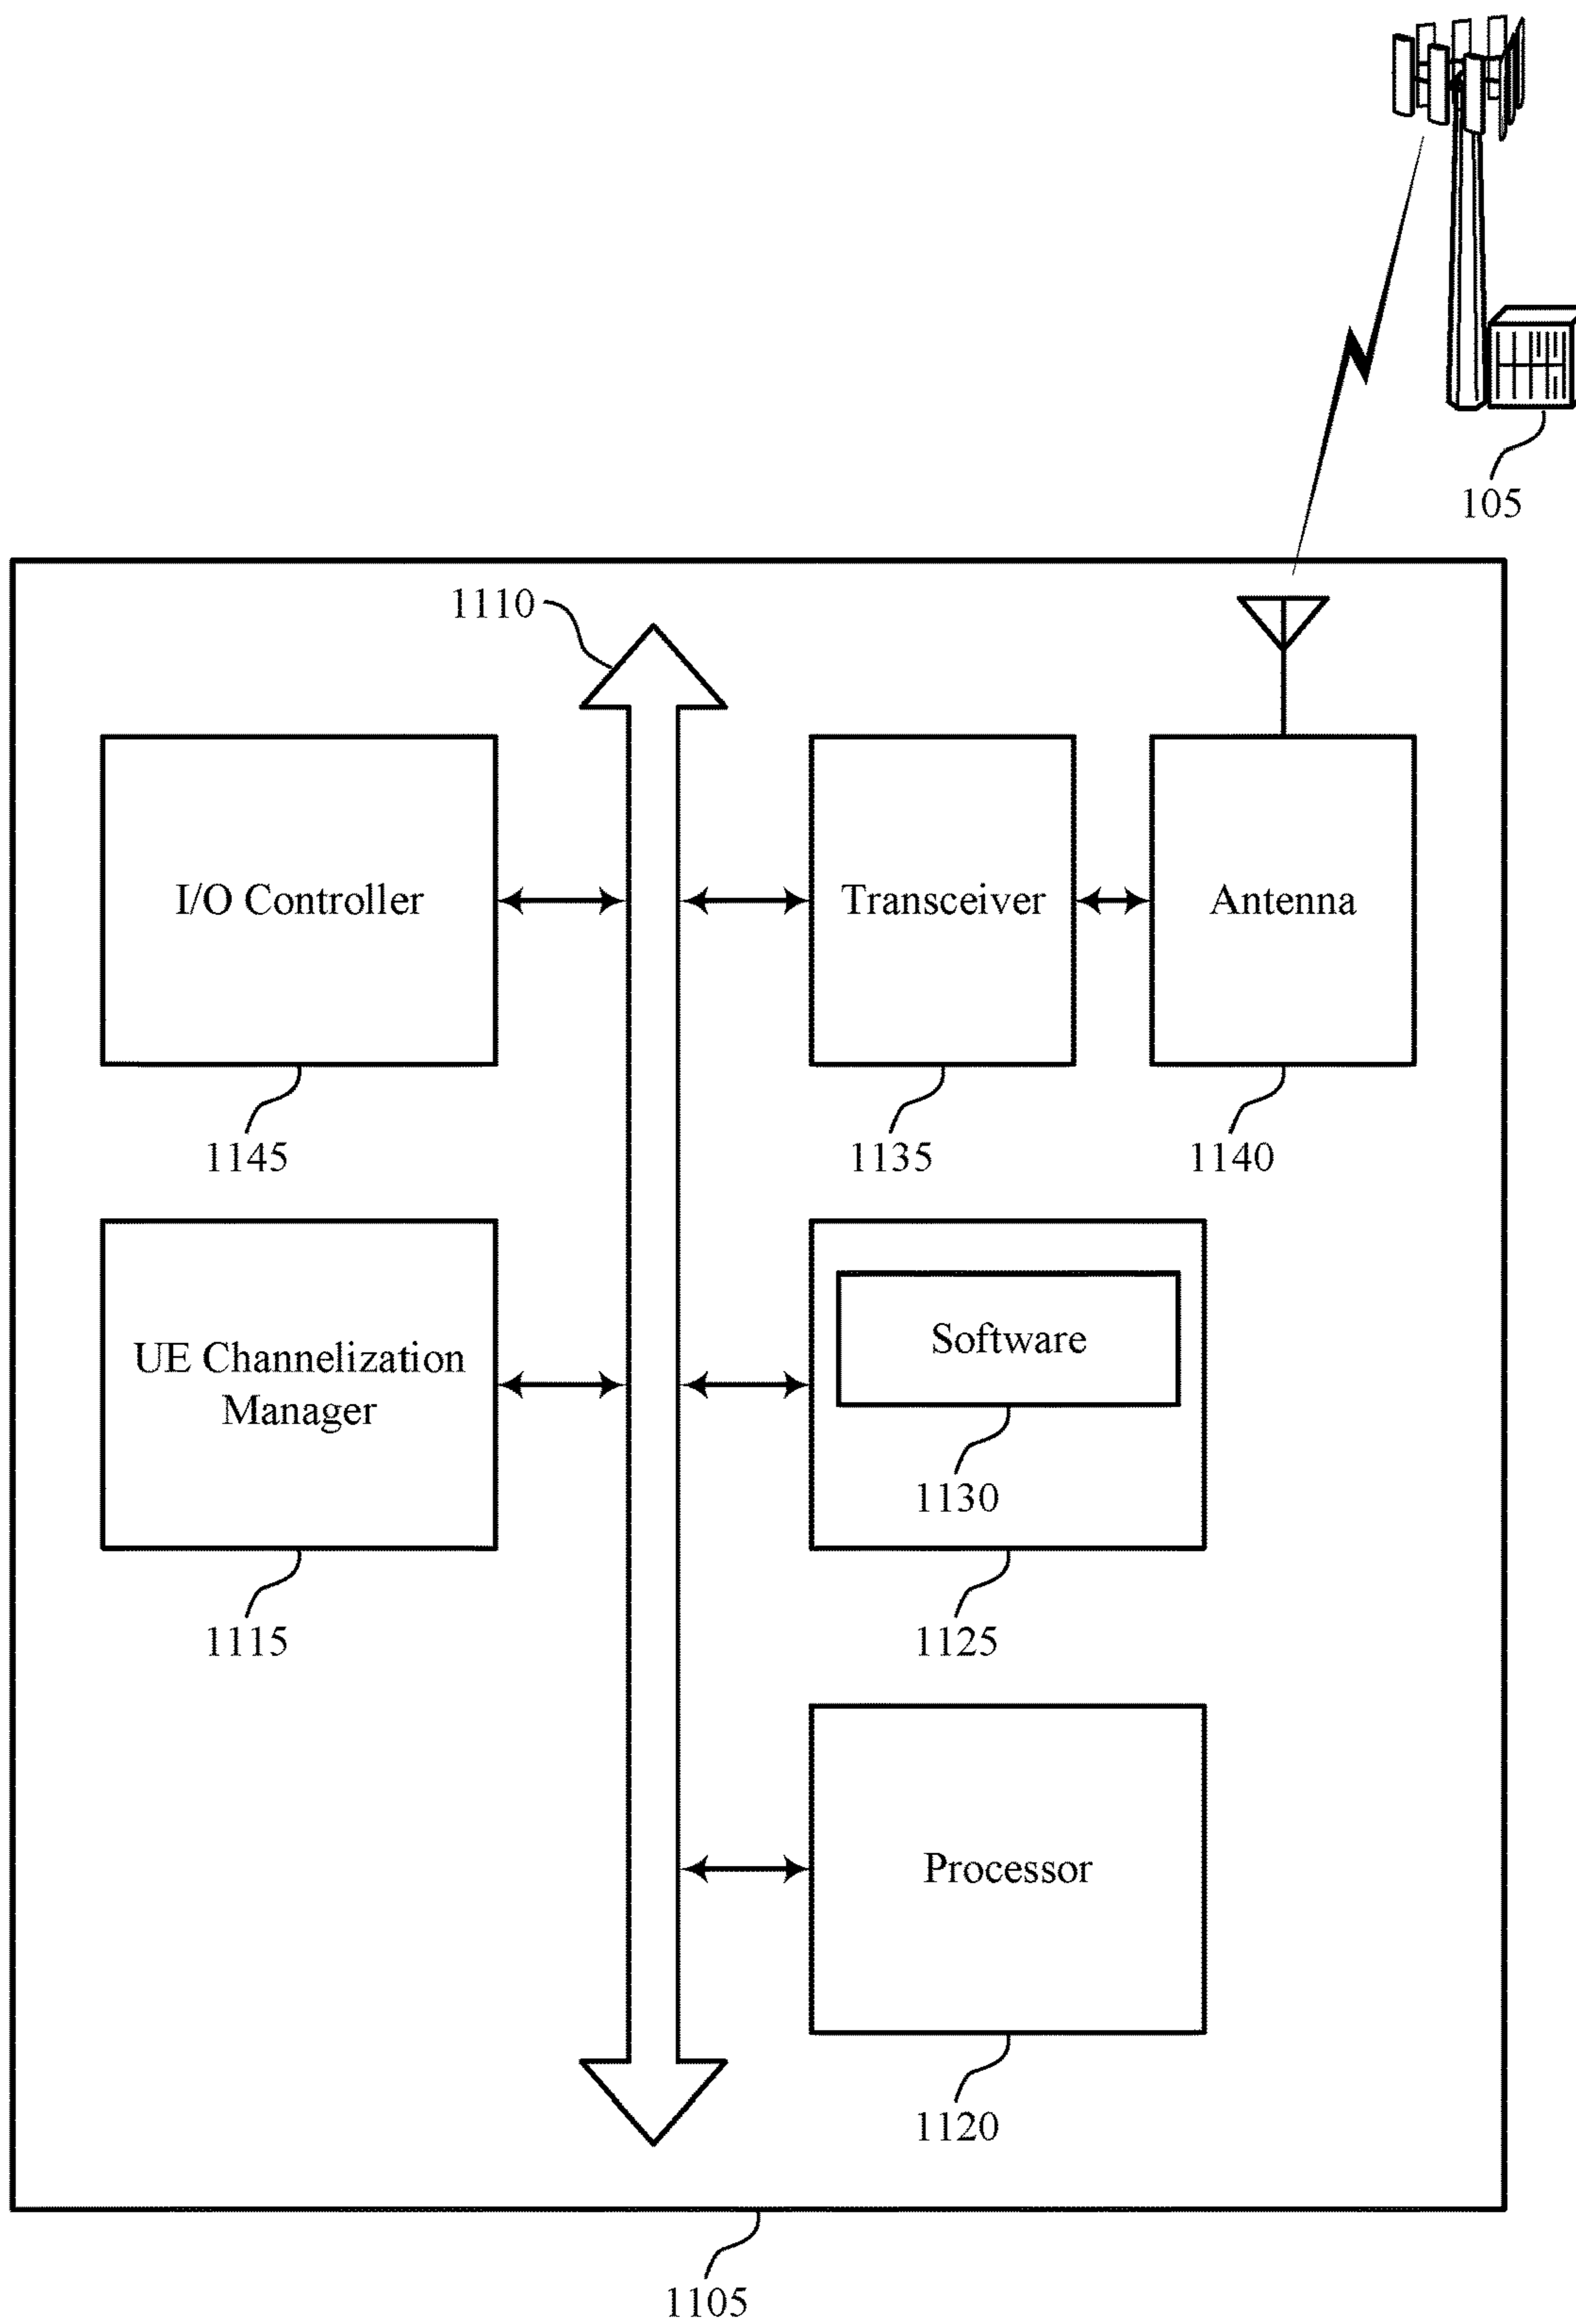 105
1110
I/O Controller
Transceiver
Antenna
1145
1135
1140
UE Channelization
Manager
Software
1130
1115
1125
Processor
1120
1105